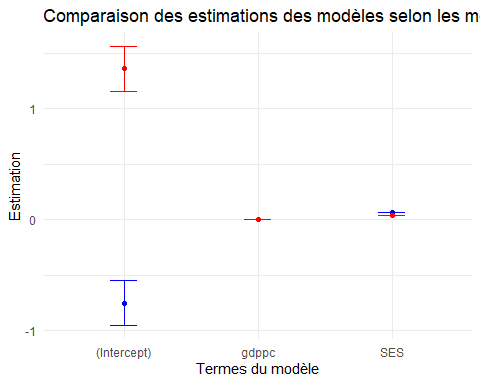 Comparaison des estimations des modèles selon les
Estimation
1
0
-1
(Intercept)
gdppc
SES
Termes du modèle